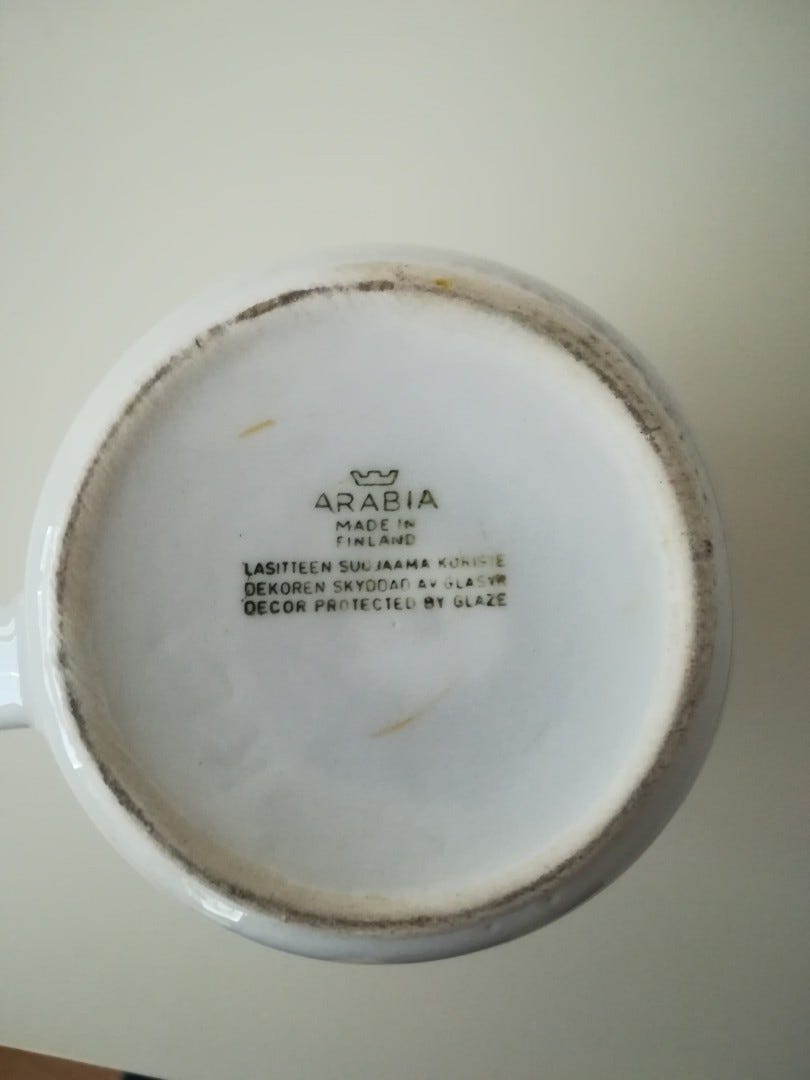 ARABIA
MADE IN
FINLAND
LASITTEEN SUOJAAMA KORISTE
DEKOREN SKYDDAD AV GLASYR
DECOR PROTECTED BY GLAZE